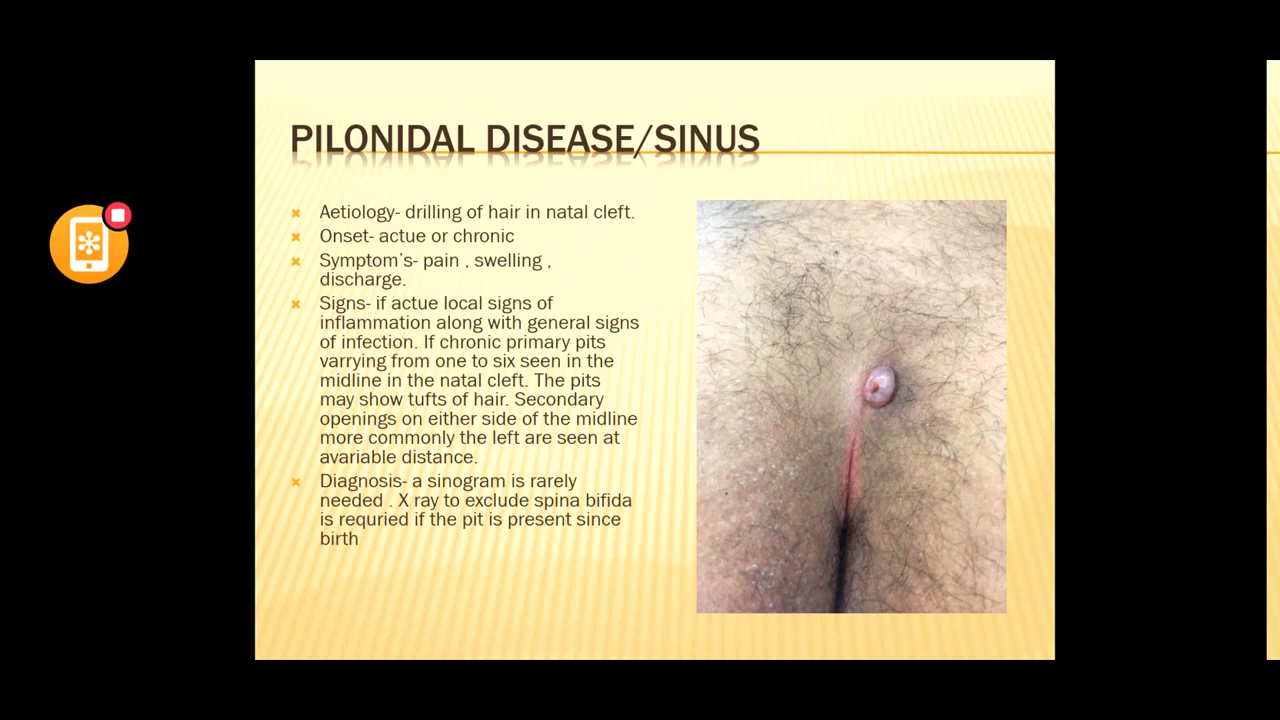 PILONIDAL DISEASE/SINUS
Aetiology- drilling of hair in natal cleft.
Onset- actue or chronic
Symptom's- pain , swelling ,
discharge.
Signs- if actue local signs of
inflammation along with general signs
of infection. If chronic primary pits
varrying from one to six seen in the
midline in the natal cleft. The pits
may show tufts of hair. Secondary
openings on either side of the midline
more commonly the left are seen at
avariable distance.
Diagnosis- a sinogram is rarely
needed . X ray to exclude spina bifida
is requried if the pit is present since
birth